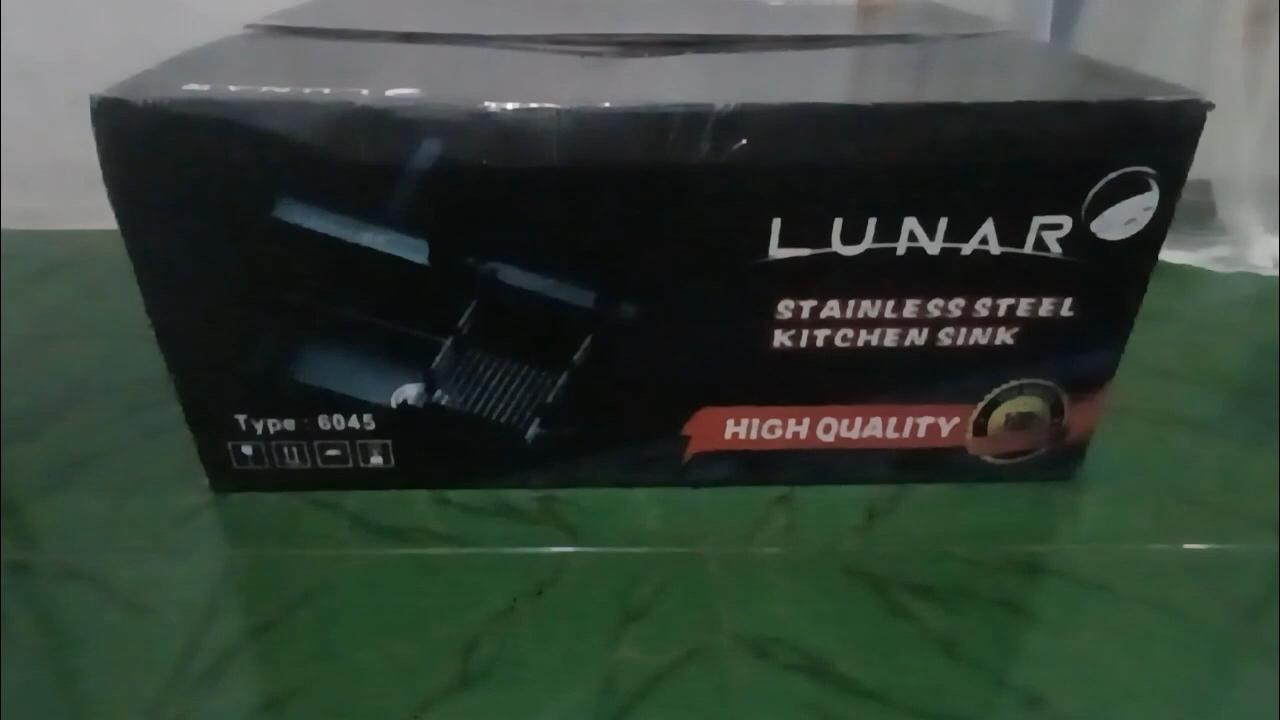 LUNAR
STAINLESS STEEL
KITCHEN SINK
HIGH QUALITY
Type : 6045